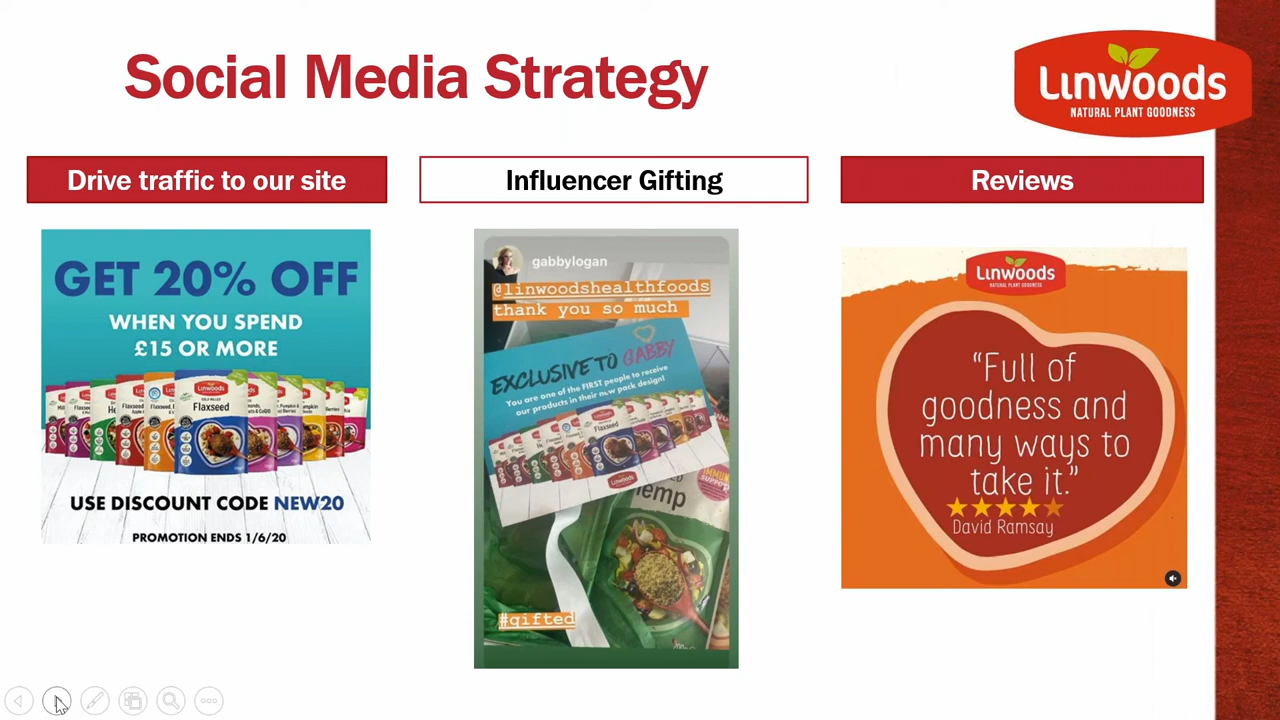 Social Media Strategy
Linwoods
NATURAL PLANT GOODNESS
Drive traffic to our site
Influencer Gifting
Reviews
GET 20% OFF
WHEN YOU SPEND
£15 OR MORE
Linwoods
Flaxseed
USE DISCOUNT CODE NEW20
PROMOTION ENDS 1/6/20
gabbylogan
@linwoodshealthfoods
thank you so much
EXCLUSIVE TO GABBY
You are one of the FIRST people to receive
our products in their new pack design!
Flaxseed
hemp
#gifted
Linwoods
NATURAL PLANT GOODNESS
“Full of
goodness and
many ways to
take it.”
David Ramsay